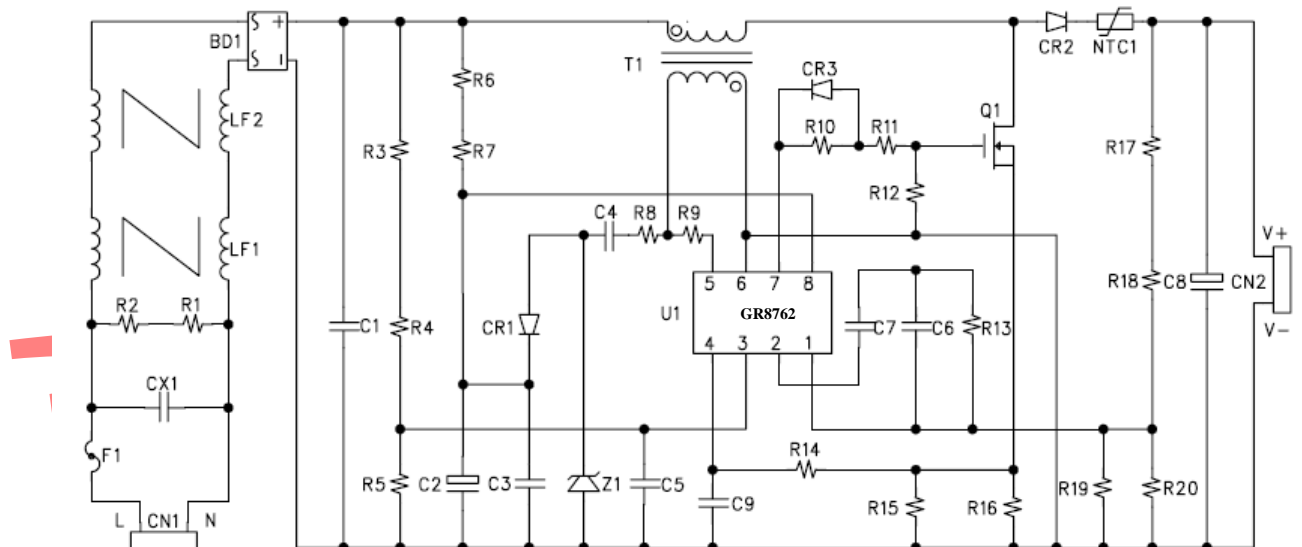 BD1
CR2 NTC1
T1
CR3
Q1
R6
LF2
R10 R11
R3 R7 R17
R12
C4 R8 R9
V+
LF1
5 6 7 8
R18 C8 CN2
R2 R1
U1 GR8762
C1 R4 CR1 C7 C6 R13
V-
4 3 2 1
CX1
F1
R14
R5 C2 C3 Z1 C5 R19 R20
C9 R15 R16
L CN1 N